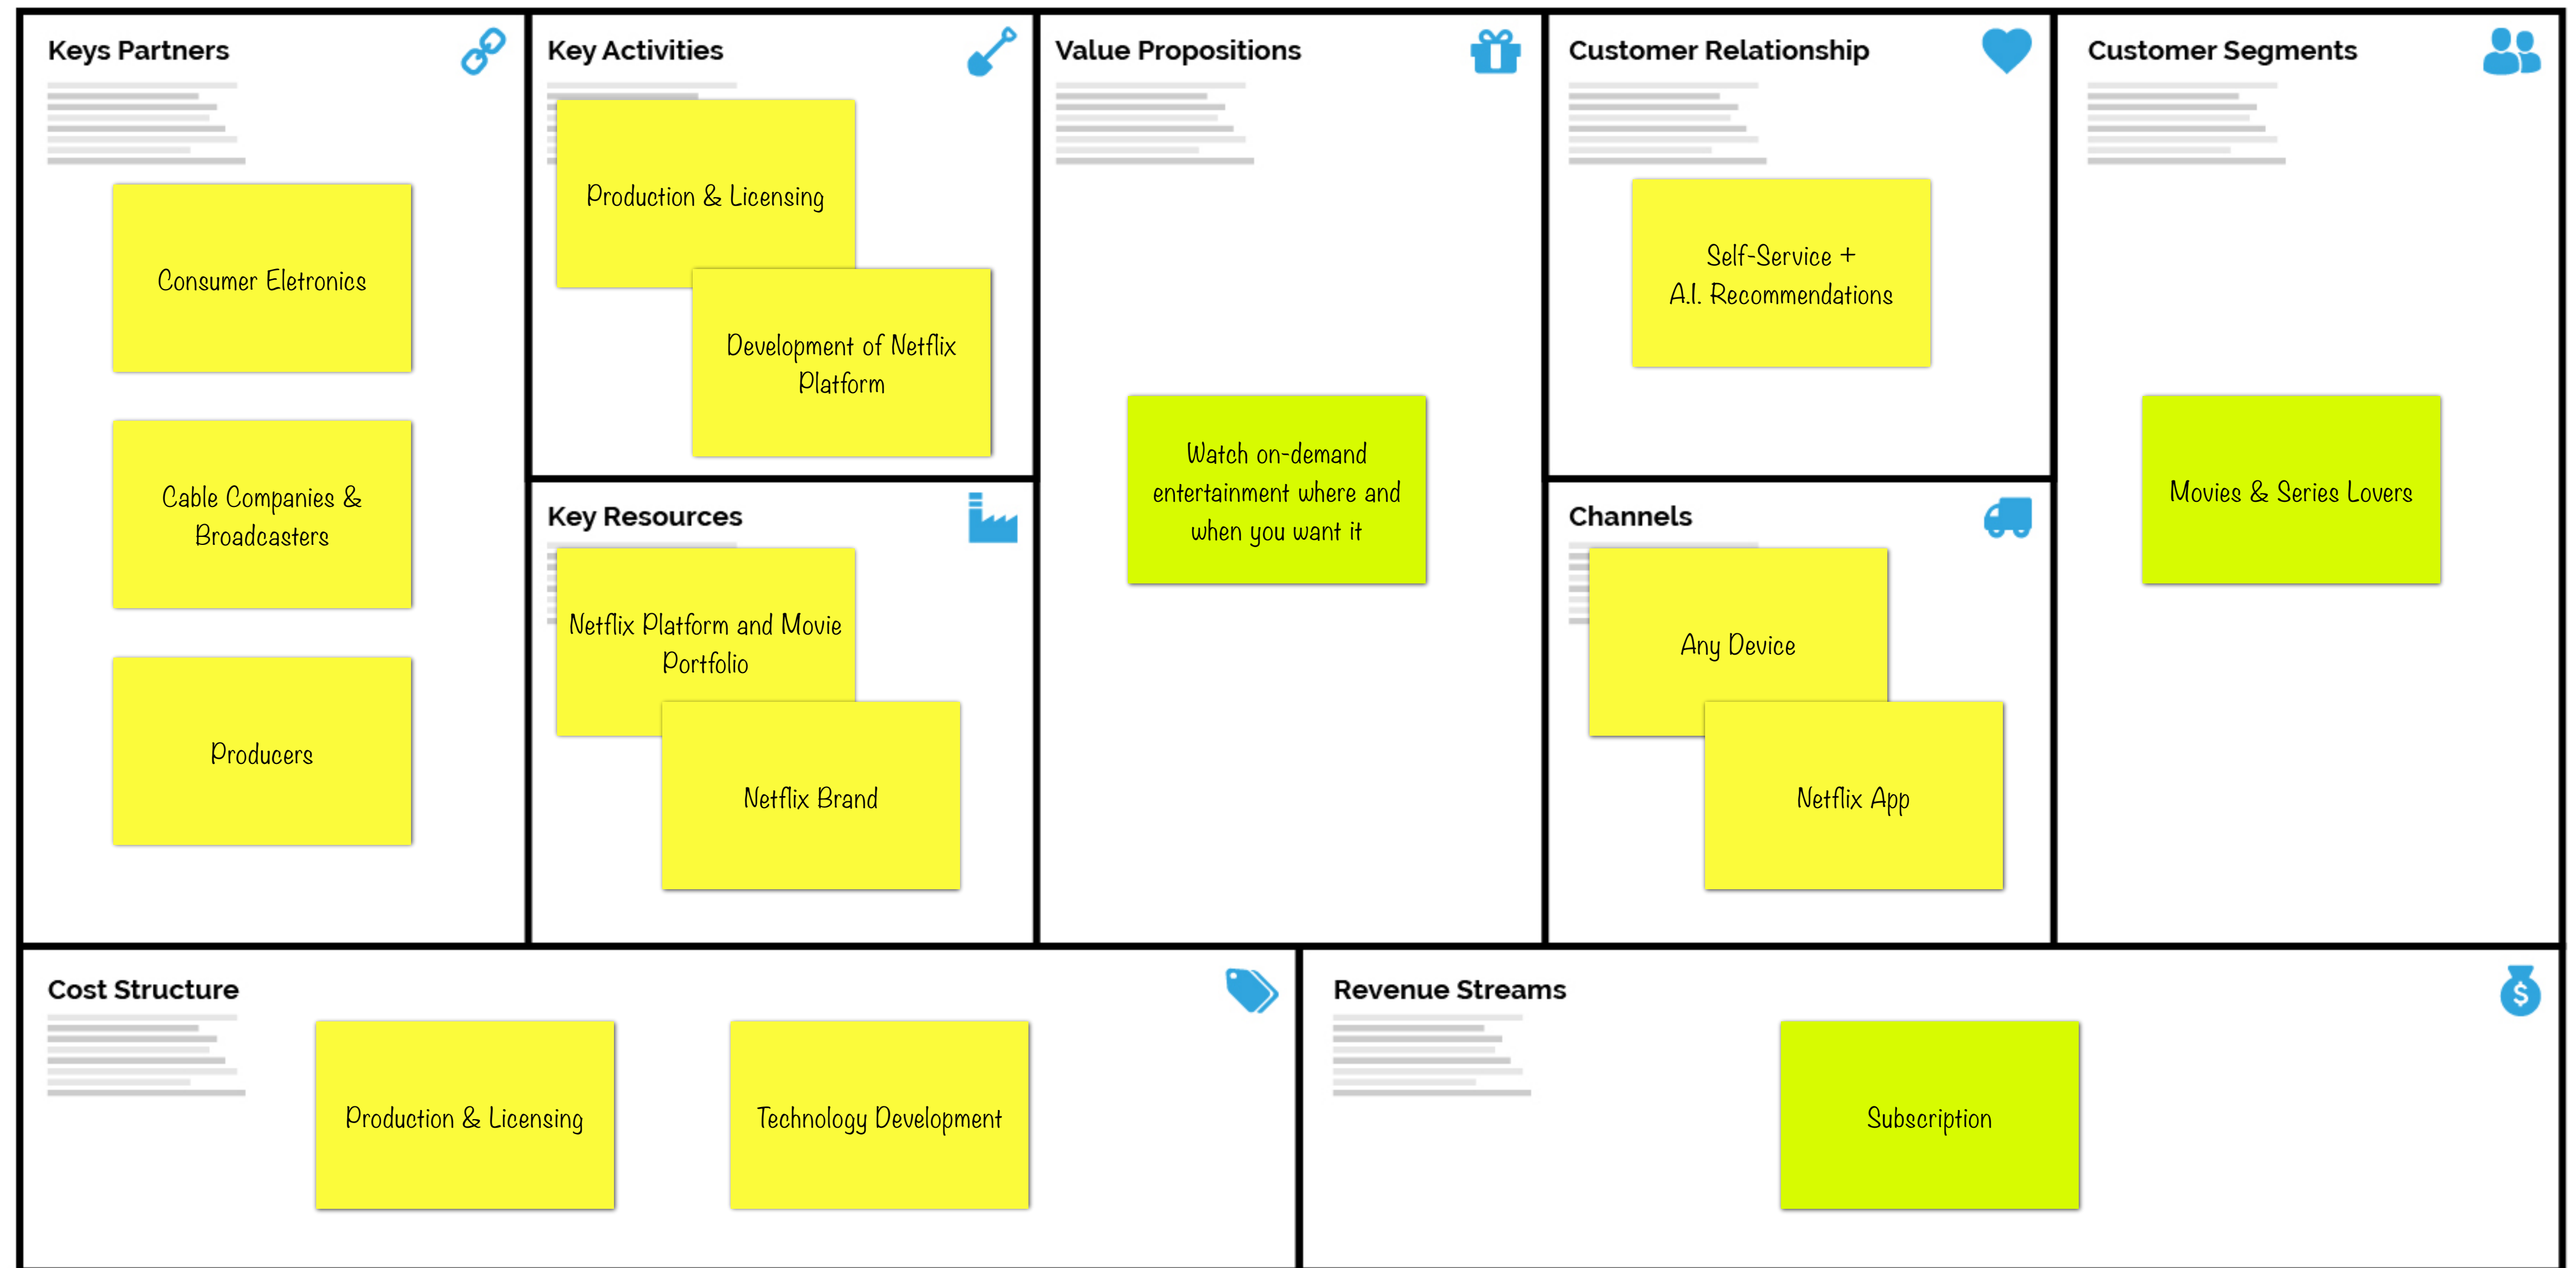 Keys Partners
Consumer Eletronics
Cable Companies &
Broadcasters
Producers
Key Activities
Production & Licensing
Development of Netflix
Platform
Key Resources
Netflix Platform and Movie
Portfolio
Netflix Brand
Value Propositions
Watch on-demand
entertainment where and
when you want it
Customer Relationship
Self-Service +
A.I. Recommendations
Channels
Any Device
Netflix App
Customer Segments
Movies & Series Lovers
Cost Structure
Production & Licensing
Technology Development
Revenue Streams
$
Subscription